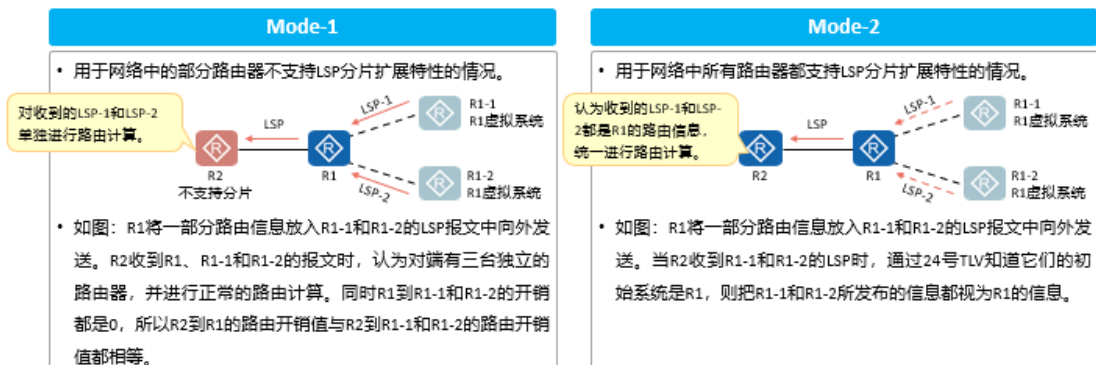 Mode-1
• 用于网络中的部分路由器不支持LSP分片扩展特性的情况。
对收到的LSP-1和LSP-2
单独进行路由计算。
LSP-1
R1-1
R1虚拟系统
LSP
R2
不支持分片
R1
LSP-2
R1-2
R1虚拟系统
• 如图：R1将一部分路由信息放入R1-1和R1-2的LSP报文中向外发
送。R2收到R1、R1-1和R1-2的报文时，认为对端有三台独立的
路由器，并进行正常的路由计算。同时R1到R1-1和R1-2的开销
都是0，所以R2到R1的路由开销值与R2到R1-1和R1-2的路由开销
值都相等。
Mode-2
• 用于网络中所有路由器都支持LSP分片扩展特性的情况。
认为收到的LSP-1和LSP-
2都是R1的路由信息，
统一进行路由计算。
LSP-1
R1-1
R1虚拟系统
LSP
R2
R1
LSP-2
R1-2
R1虚拟系统
• 如图：R1将一部分路由信息放入R1-1和R1-2的LSP报文中向外发
送。当R2收到R1-1和R1-2的LSP时，通过24号TLV知道它们的初
始系统是R1，则把R1-1和R1-2所发布的信息都视为R1的信息。